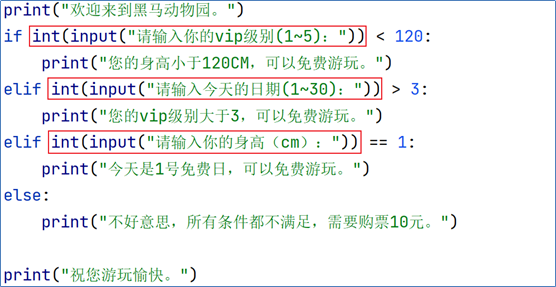 print("欢迎来到黑马动物园。")
if int(input("请输入你的vip级别(1~5)：")) < 120:
    print("您的身高小于120CM，可以免费游玩。")
elif int(input("请输入今天的日期(1~30)：")) > 3:
    print("您的vip级别大于3，可以免费游玩。")
elif int(input("请输入你的身高（cm）：")) == 1:
    print("今天是1号免费日，可以免费游玩。")
else:
    print("不好意思，所有条件都不满足，需要购票10元。")
print("祝您游玩愉快。")